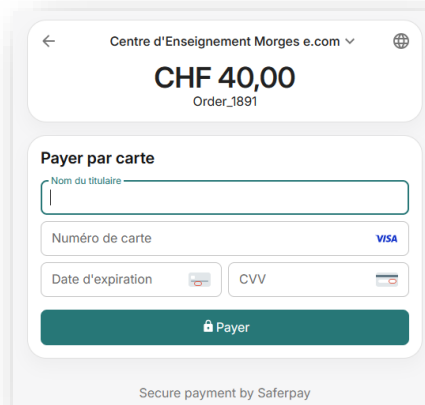 Centre d'Enseignement Morges e.com
CHF 40,00
Order_1891
Payer par carte
Nom du titulaire
Numéro de carte VISA
Date d'expiration CVV
Payer
Secure payment by Saferpay